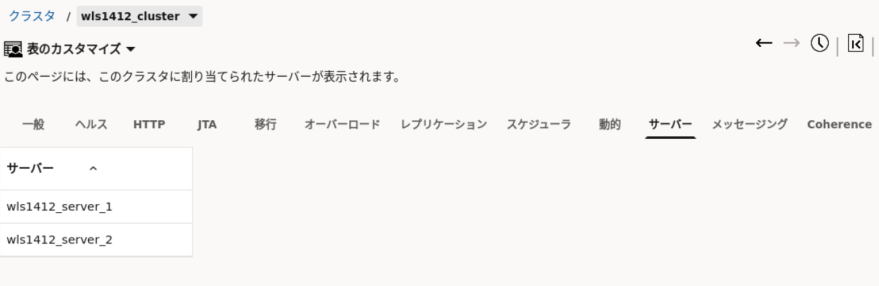 クラスタ / wls1412_cluster
表のカスタマイズ
このページには、このクラスタに割り当てられたサーバーが表示されます。
一般 ヘルス HTTP JTA 移行 オーバーロード レプリケーション スケジューラ 動的 サーバー メッセージング Coherence
サーバー
wls1412_server_1
wls1412_server_2